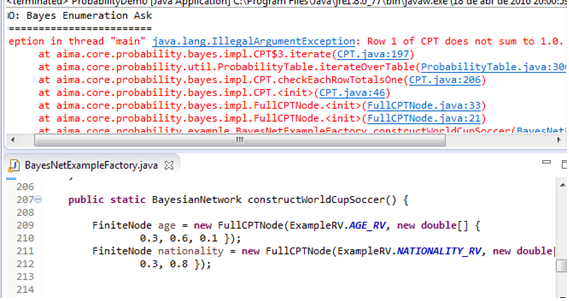 <terminated> ProbabilityDemo [Java Application] C:\Program Files\Java\jre1.8.0_77\bin\javaw.exe (18 de abr de 2016 20:00:59
O: Bayes Enumeration Ask
========================
eption in thread "main" java.lang.IllegalArgumentException: Row 1 of CPT does not sum to 1.0.
at aima.core.probability.bayes.impl.CPT$3.iterate(CPT.java:197)
at aima.core.probability.util.ProbabilityTable.iterateOverTable(ProbabilityTable.java:306
at aima.core.probability.bayes.impl.CPT.checkEachRowTotalsOne(CPT.java:206)
at aima.core.probability.bayes.impl.CPT.<init>(CPT.java:46)
at aima.core.probability.bayes.impl.FullCPTNode.<init>(FullCPTNode.java:33)
at aima.core.probability.bayes.impl.FullCPTNode.<init>(FullCPTNode.java:21)
at aima.core.probability.example.BayesNetExampleFactory.constructWorldCupSoccer(BayesNet
BayesNetExampleFactory.java
206
207 public static BayesianNetwork constructWorldCupSoccer() {
208
209 FiniteNode age = new FullCPTNode(ExampleRV.AGE_RV, new double[] {
210 0.3, 0.6, 0.1 });
211 FiniteNode nationality = new FullCPTNode(ExampleRV.NATIONALITY_RV, new double[
212 0.3, 0.8 });
213
214